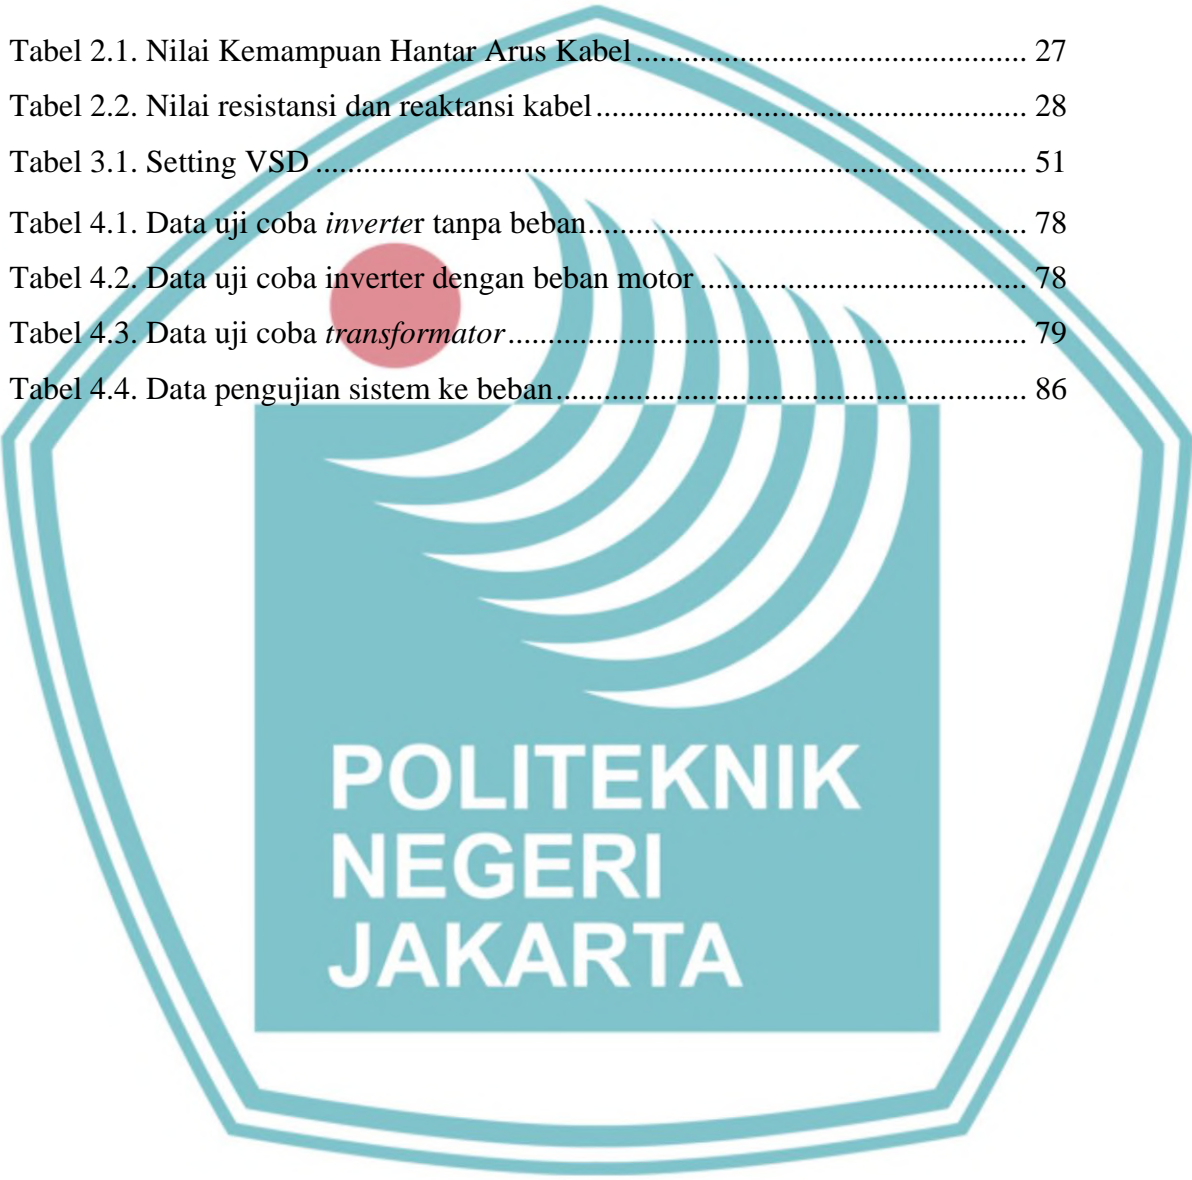 Tabel 2.1. Nilai Kemampuan Hantar Arus Kabel................................................. 27
Tabel 2.2. Nilai resistansi dan reaktansi kabel...................................................... 28
Tabel 3.1. Setting VSD......................................................................................... 51
Tabel 4.1. Data uji coba inverter tanpa beban....................................................... 78
Tabel 4.2. Data uji coba inverter dengan beban motor......................................... 78
Tabel 4.3. Data uji coba transformator................................................................. 79
Tabel 4.4. Data pengujian sistem ke beban........................................................... 86
POLITEKNIK
NEGERI
JAKARTA